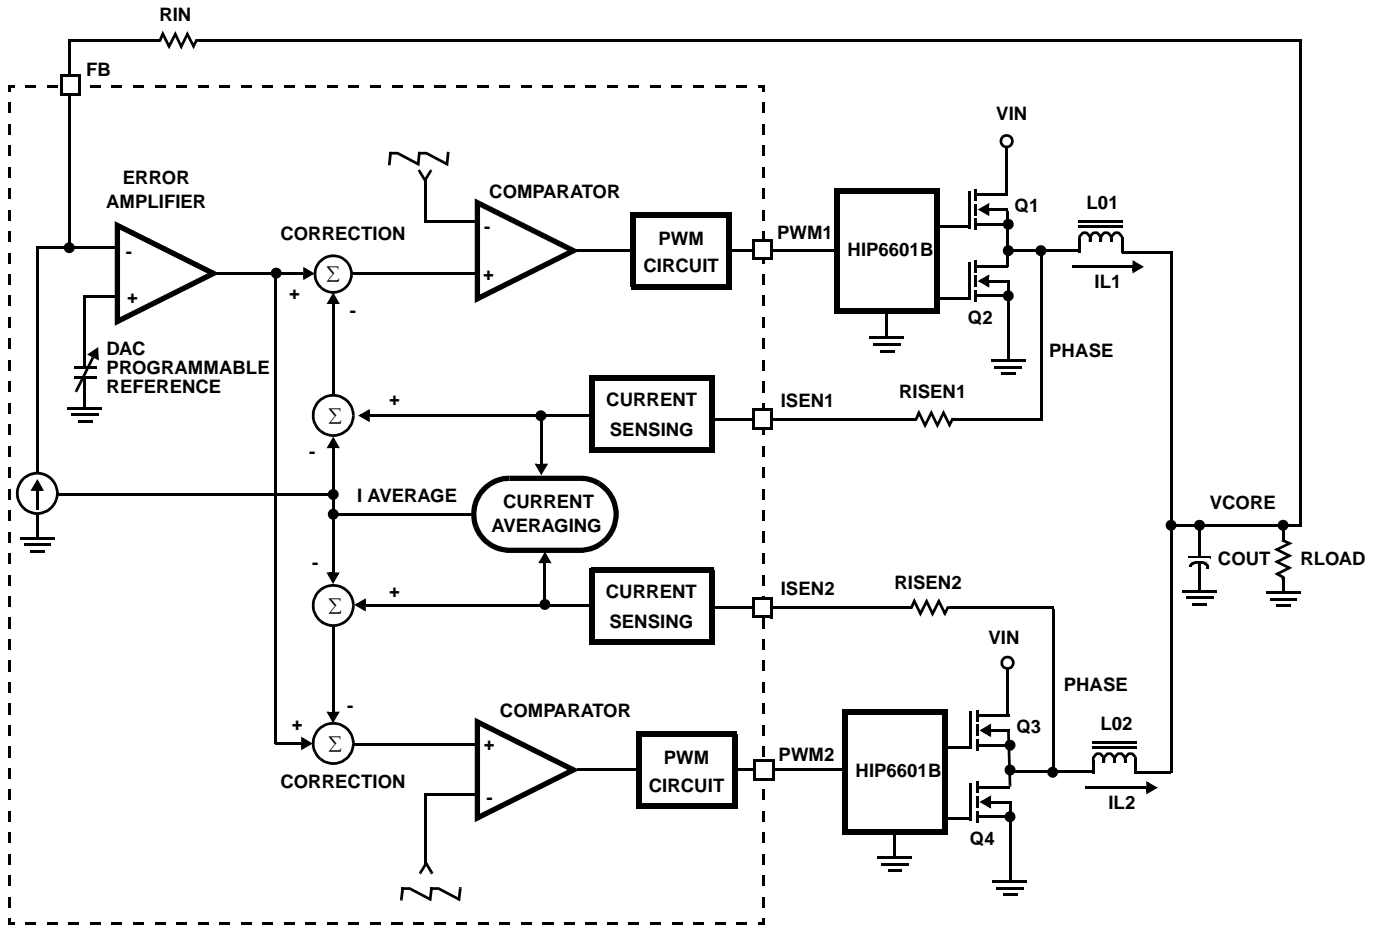 RIN
FB
VIN
ERROR
AMPLIFIER
COMPARATOR
Q1
L01
CORRECTION
-
PWM
CIRCUIT
PWM1
HIP6601B
-
+
Σ
+
+
-
IL1
Q2
DAC
PROGRAMMABLE
REFERENCE
PHASE
Σ
+
CURRENT
SENSING
ISEN1
RISEN1
-
I AVERAGE
CURRENT
AVERAGING
VCORE
COUT
RLOAD
-
Σ
+
CURRENT
SENSING
ISEN2
RISEN2
VIN
PHASE
-
COMPARATOR
Q3
L02
+
Σ
+
-
PWM
CIRCUIT
PWM2
HIP6601B
CORRECTION
IL2
Q4